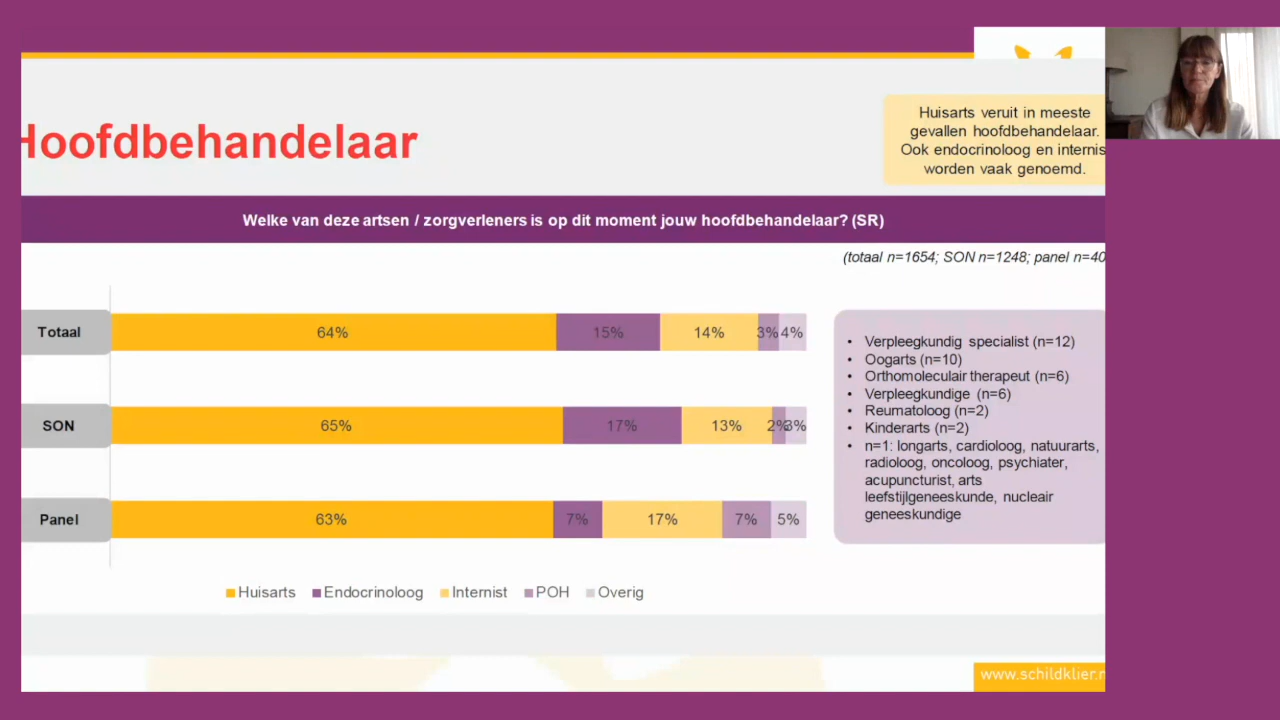 Hoofdbehandelaar
Huisarts veruit in meeste
gevallen hoofdbehandelaar.
Ook endocrinoloog en internis
worden vaak genoemd.
Welke van deze artsen / zorgverleners is op dit moment jouw hoofdbehandelaar? (SR)
(totaal n=1654; SON n=1248; panel n=40
Totaal
64%
15%
14%
3%
4%
SON
65%
17%
13%
2%
3%
Panel
63%
7%
17%
7%
5%
Huisarts
Endocrinoloog
Internist
POH
Overig
• Verpleegkundig specialist (n=12)
• Oogarts (n=10)
• Orthomoleculair therapeut (n=6)
• Verpleegkundige (n=6)
• Reumatoloog (n=2)
• Kinderarts (n=2)
• n=1: longarts, cardioloog, natuurarts,
radioloog, oncoloog, psychiater,
acupuncturist, arts
leefstijlgeneeskunde, nucleair
geneeskundige
www.schildklier.n